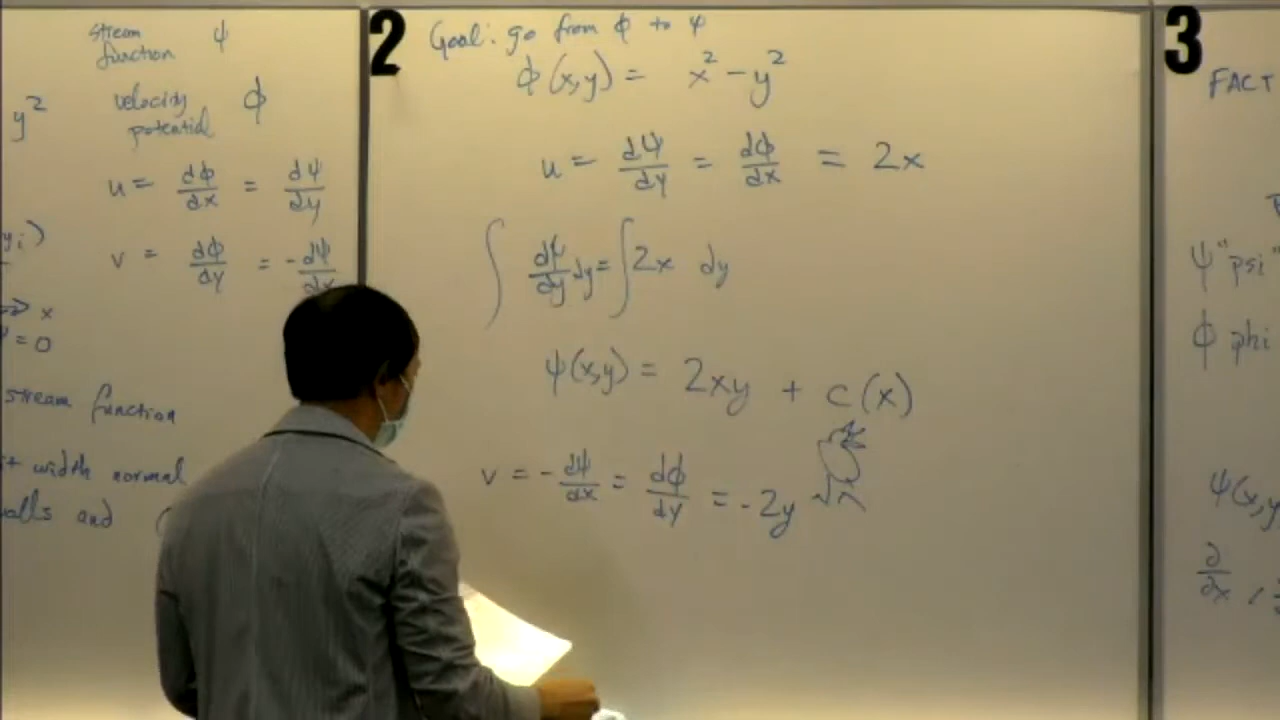 stream ψ
function
y²
velocity φ
potential
u = dφ/dx = dψ/dy
v = dφ/dy = -dψ/dx
x
= 0
stream function
width normal
walls and
2
Goal: go from φ to ψ
φ(x,y) = x² - y²
u = dψ/dy = dφ/dx = 2x
∫ dψ/dy dy = ∫ 2x dy
ψ(x,y) = 2xy + c(x)
v = -dψ/dx = dφ/dy = -2y
3
FACT
ψ "psi"
φ phi
ψ(x,y
∂/∂x